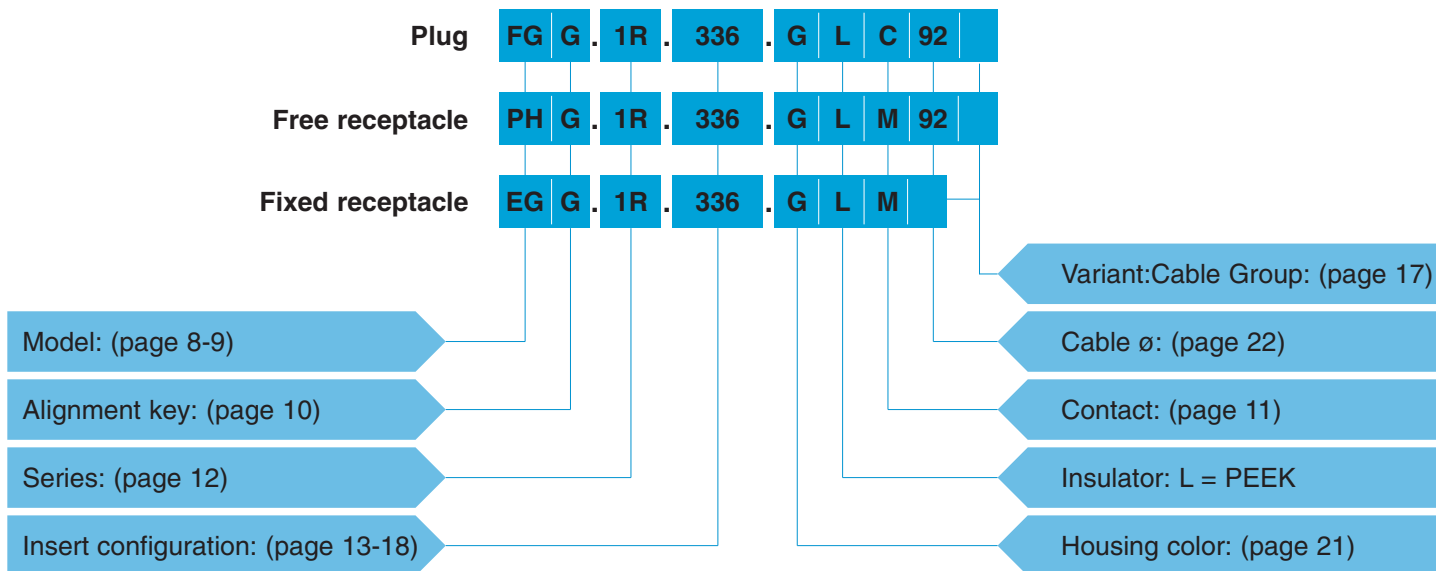 Plug FG G . 1R . 336 . G L C 92
Free receptacle PH G . 1R . 336 . G L M 92
Fixed receptacle EG G . 1R . 336 . G L M
Variant:Cable Group: (page 17)
Model: (page 8-9)
Cable ø: (page 22)
Alignment key: (page 10)
Contact: (page 11)
Series: (page 12)
Insulator: L = PEEK
Insert configuration: (page 13-18)
Housing color: (page 21)